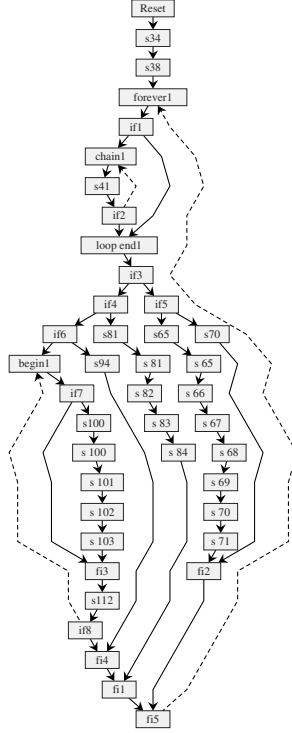 Reset
s34
s38
forever1
if1
chain1
s41
if2
loop end1
if3
if4 if5
if6 s81 s65 s70
begin1 s94 s 81 s 65
if7 s 82 s 66
s100 s 83 s 67
s 100 s 84 s 68
s 101 s 69
s 102 s 70
s 103 s 71
fi3 fi2
s112
if8
fi4
fi1
fi5